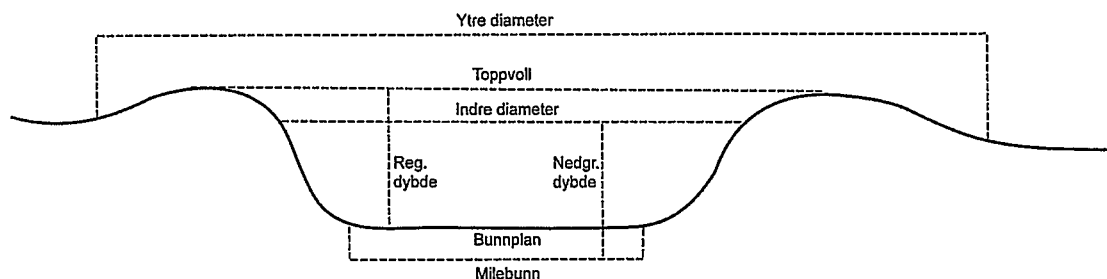 Ytre diameter
Toppvoll
Indre diameter
Reg.
dybde
Nedgr.
dybde
Bunnplan
Milebunn